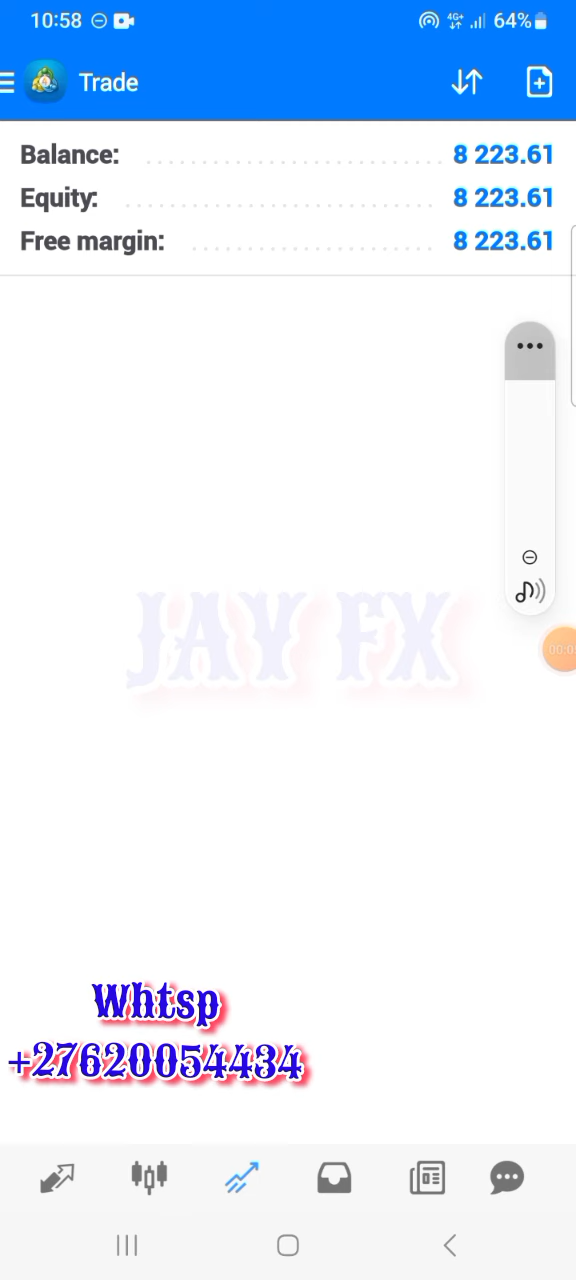 10:58
4G+ 64%
Trade
Balance: 8 223.61
Equity: 8 223.61
Free margin: 8 223.61
JAY FX
Whtsp
+27620054434